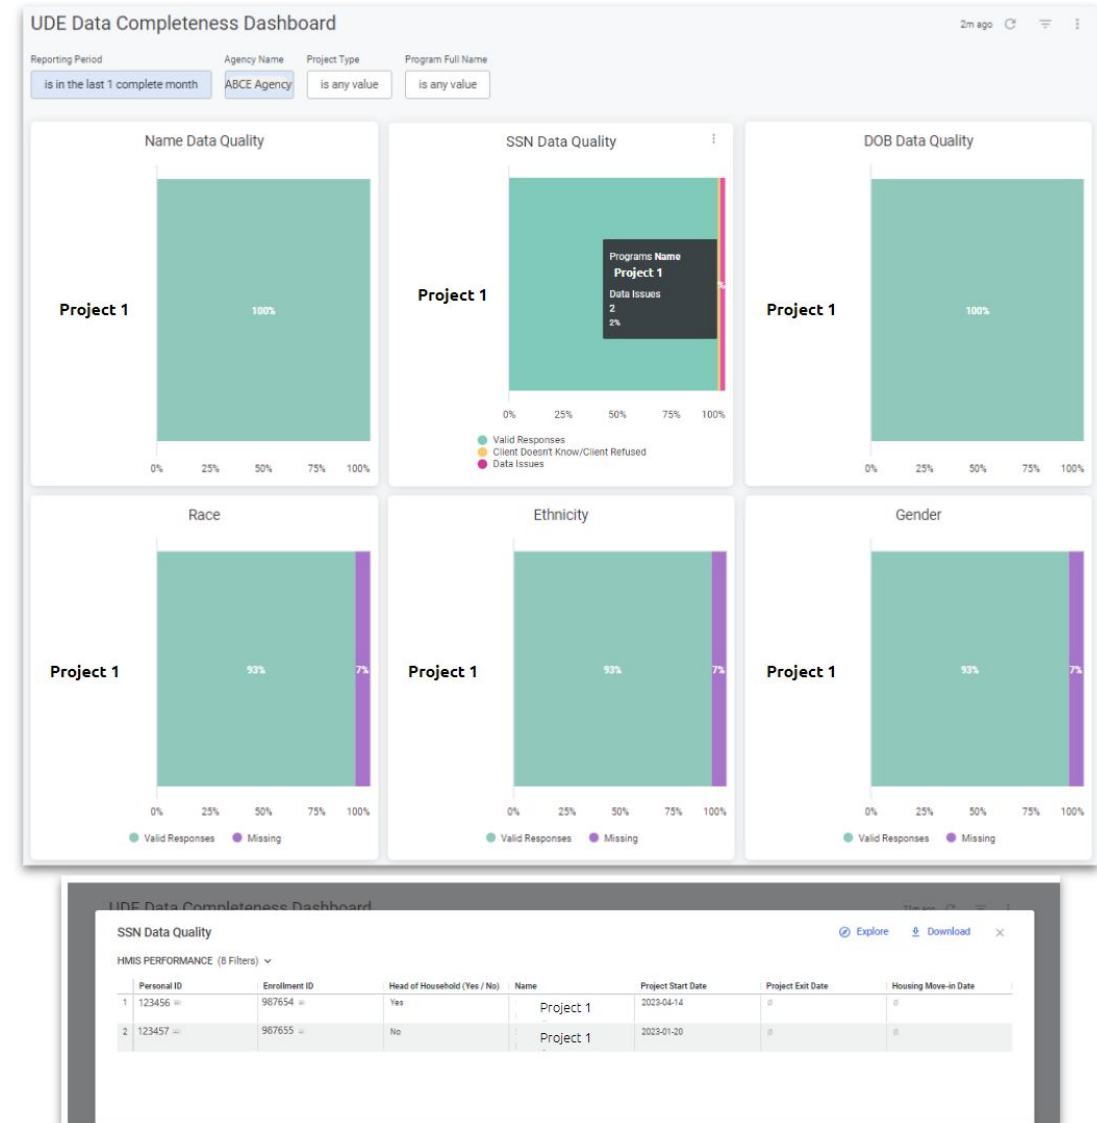 UDE Data Completeness Dashboard
2m ago
Reporting Period Agency Name Project Type Program Full Name
is in the last 1 complete month ABCE Agency is any value is any value
Name Data Quality
Project 1
100%
0% 25% 50% 75% 100%
SSN Data Quality
Project 1
Programs Name
Project 1
Data Issues
2
2%
%
0% 25% 50% 75% 100%
Valid Responses
Client Doesn't Know/Client Refused
Data Issues
DOB Data Quality
Project 1
100%
0% 25% 50% 75% 100%
Race
Project 1
93% 7%
0% 25% 50% 75% 100%
Valid Responses Missing
Ethnicity
Project 1
93% 7%
0% 25% 50% 75% 100%
Valid Responses Missing
Gender
Project 1
93% 7%
0% 25% 50% 75% 100%
Valid Responses Missing
UDE Data Completeness Dashboard
ago
SSN Data Quality
Explore Download
HMIS PERFORMANCE (8 Filters)
Personal ID Enrollment ID Head of Household (Yes / No) Name Project Start Date Project Exit Date Housing Move-in Date
1 123456 987654 Yes Project 1 2023-04-14 ∅ ∅
2 123457 987655 No Project 1 2023-01-20 ∅ ∅